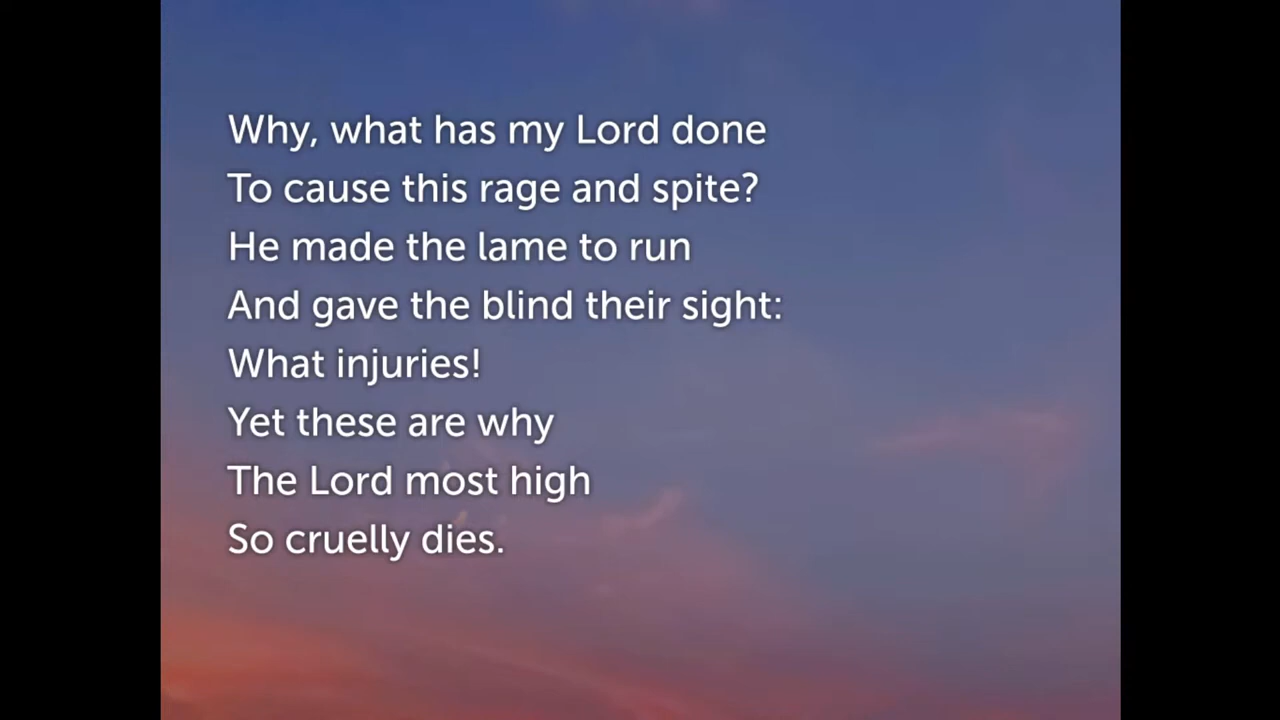 Why, what has my Lord done
To cause this rage and spite?
He made the lame to run
And gave the blind their sight:
What injuries!
Yet these are why
The Lord most high
So cruelly dies.